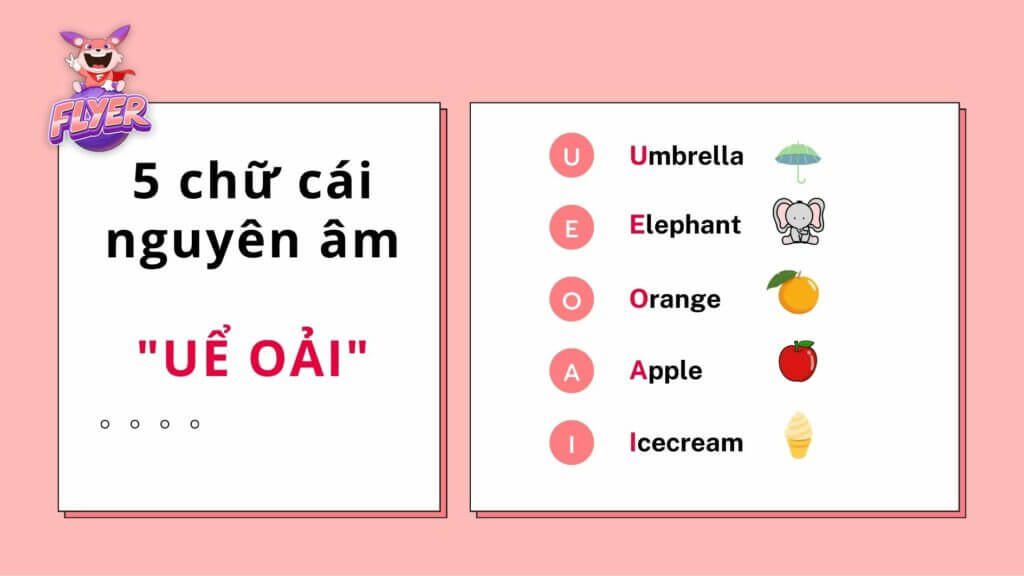 FLYER
5 chữ cái
nguyên âm
"UỂ OẢI"
U Umbrella
E Elephant
O Orange
A Apple
I Icecream